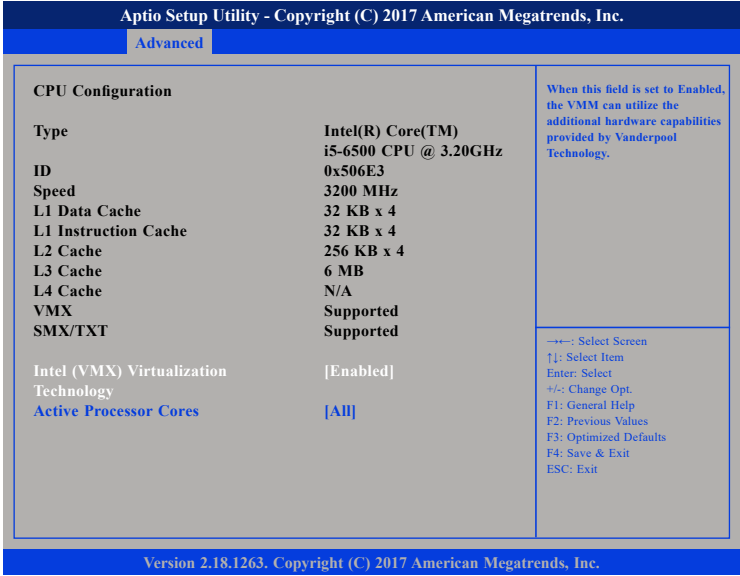 Aptio Setup Utility - Copyright (C) 2017 American Megatrends, Inc.
Advanced
CPU Configuration
Type Intel(R) Core(TM)
i5-6500 CPU @ 3.20GHz
ID 0x506E3
Speed 3200 MHz
L1 Data Cache 32 KB x 4
L1 Instruction Cache 32 KB x 4
L2 Cache 256 KB x 4
L3 Cache 6 MB
L4 Cache N/A
VMX Supported
SMX/TXT Supported
Intel (VMX) Virtualization [Enabled]
Technology
Active Processor Cores [All]
When this field is set to Enabled,
the VMM can utilize the
additional hardware capabilities
provided by Vanderpool
Technology.
→←: Select Screen
↑↓: Select Item
Enter: Select
+/-: Change Opt.
F1: General Help
F2: Previous Values
F3: Optimized Defaults
F4: Save & Exit
ESC: Exit
Version 2.18.1263. Copyright (C) 2017 American Megatrends, Inc.